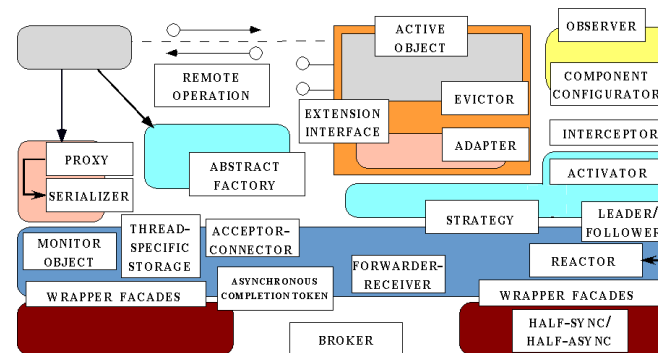 ACTIVE
OBJECT
OBSERVER
REMOTE
OPERATION
COMPONENT
CONFIGURATOR
EVICTOR
EXTENSION
INTERFACE
INTERCEPTOR
ADAPTER
PROXY
ABSTRACT
FACTORY
ACTIVATOR
SERIALIZER
STRATEGY
LEADER/
FOLLOWER
THREAD-
SPECIFIC
STORAGE
ACCEPTOR-
CONNECTOR
MONITOR
OBJECT
REACTOR
FORWARDER-
RECEIVER
ASYNCHRONOUS
COMPLETION TOKEN
WRAPPER FACADES
WRAPPER FACADES
HALF-SYNC/
HALF-ASYNC
BROKER